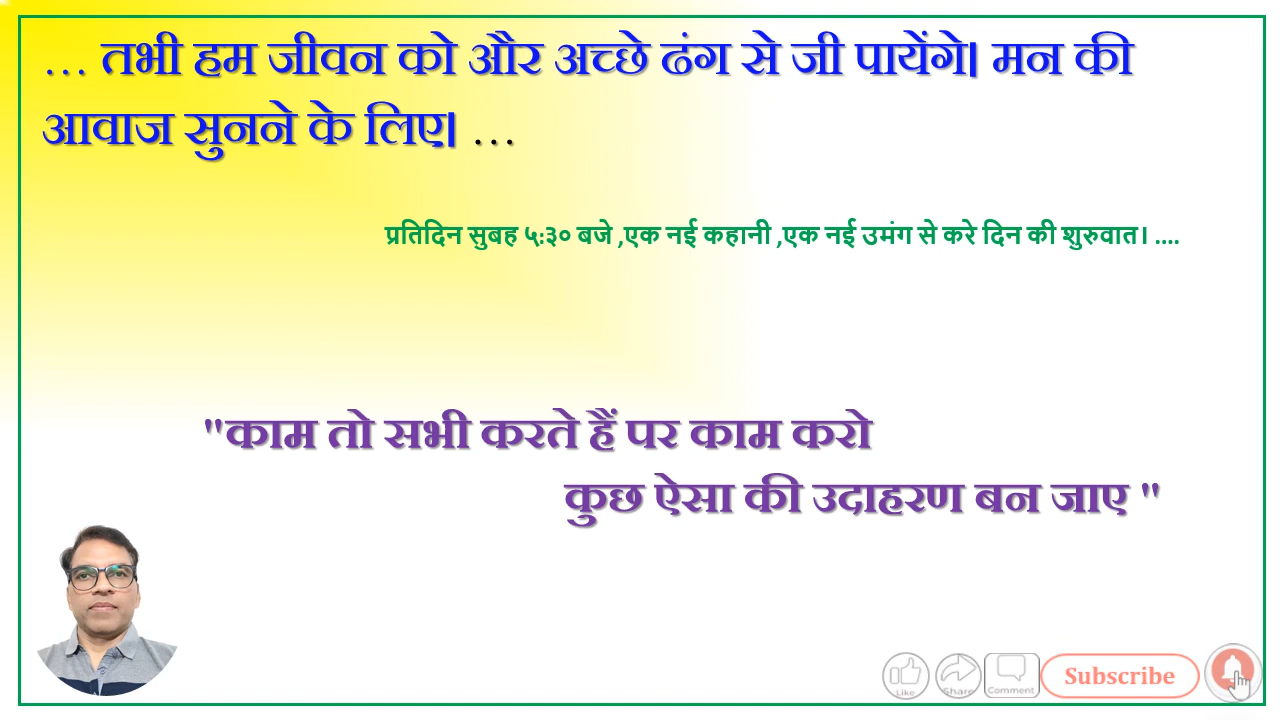 ... तभी हम जीवन को और अच्छे ढंग से जी पायेंगे। मन की
आवाज सुनने के लिए। ...
प्रतिदिन सुबह ५:३० बजे ,एक नई कहानी ,एक नई उमंग से करे दिन की शुरुवात। ....
"काम तो सभी करते हैं पर काम करो
कुछ ऐसा की उदाहरण बन जाए "
Like Share Comment Subscribe